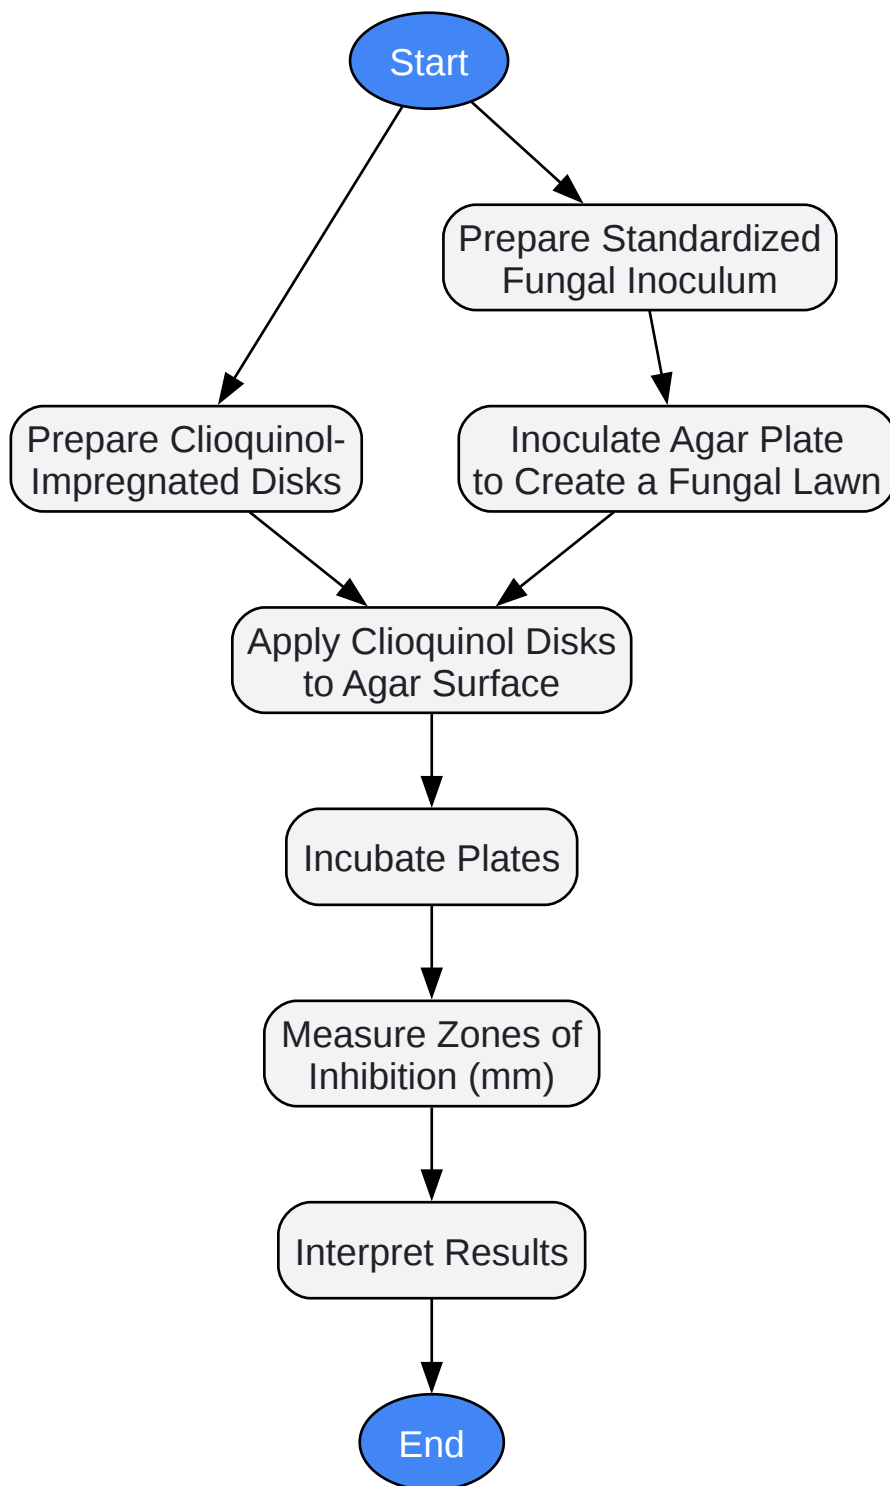 Start
Prepare Standardized
Fungal Inoculum
Prepare Clioquinol-
Impregnated Disks
Inoculate Agar Plate
to Create a Fungal Lawn
Apply Clioquinol Disks
to Agar Surface
Incubate Plates
Measure Zones of
Inhibition (mm)
Interpret Results
End